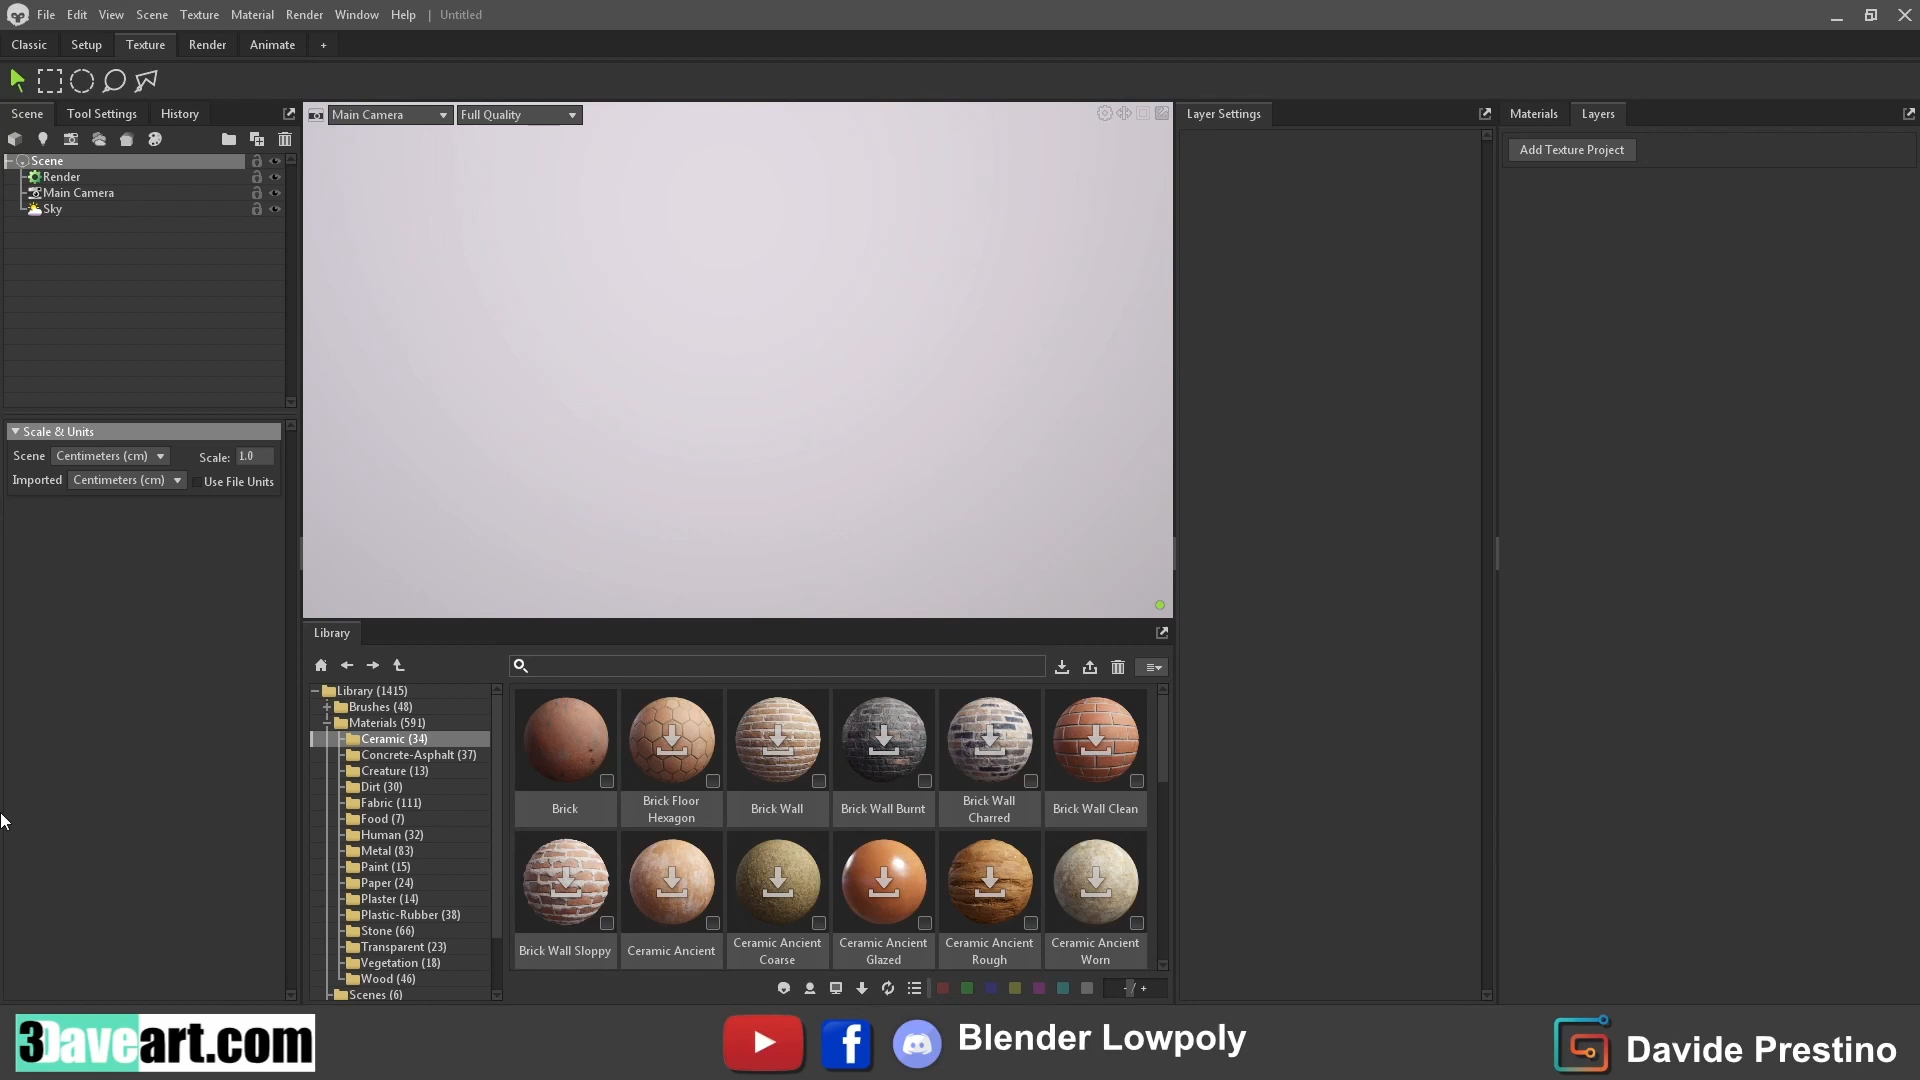 File Edit View Scene Texture Material Render Window Help | Untitled
Classic Setup Texture Render Animate +
Scene Tool Settings History
Main Camera Full Quality
Layer Settings
Materials Layers
Add Texture Project
Scene
Render
Main Camera
Sky
Scale & Units
Scene Centimeters (cm) Scale: 1.0
Imported Centimeters (cm) Use File Units
Library
Library (1415)
Brushes (48)
Materials (591)
Ceramic (34)
Concrete-Asphalt (37)
Creature (13)
Dirt (30)
Fabric (111)
Food (7)
Human (32)
Metal (83)
Paint (15)
Paper (24)
Plaster (14)
Plastic-Rubber (38)
Stone (66)
Transparent (23)
Vegetation (18)
Wood (46)
Scenes (6)
Brick
Brick Floor
Hexagon
Brick Wall
Brick Wall Burnt
Brick Wall
Charred
Brick Wall Clean
Brick Wall Sloppy
Ceramic Ancient
Ceramic Ancient
Coarse
Ceramic Ancient
Glazed
Ceramic Ancient
Rough
Ceramic Ancient
Worn
- / +
3Daveart.com
Blender Lowpoly
Davide Prestino